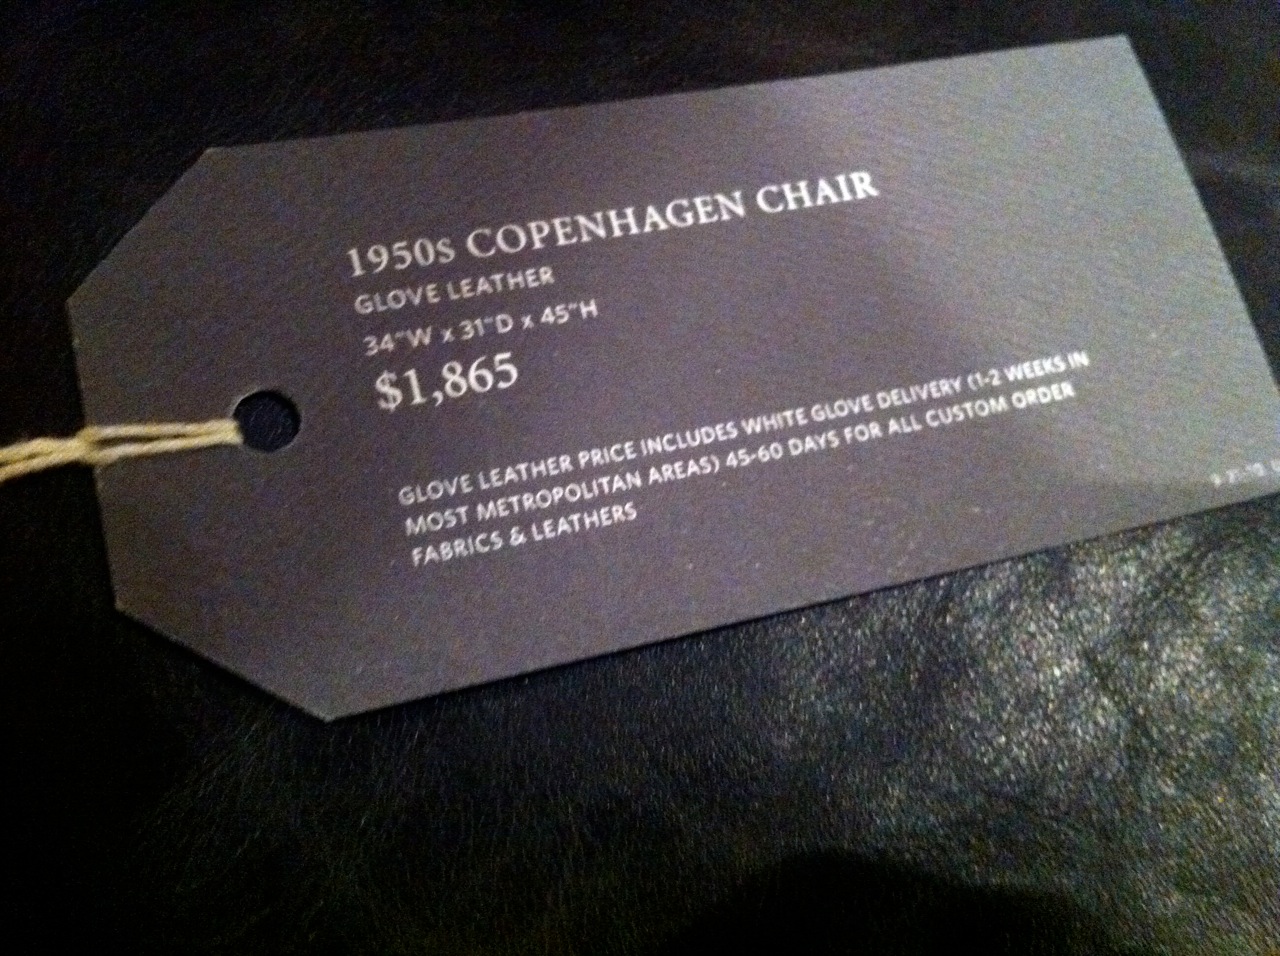 1950s COPENHAGEN CHAIR
GLOVE LEATHER
34"W x 31"D x 45"H
$1,865
GLOVE LEATHER PRICE INCLUDES WHITE GLOVE DELIVERY (1-2 WEEKS IN
MOST METROPOLITAN AREAS) 45-60 DAYS FOR ALL CUSTOM ORDER
FABRICS & LEATHERS